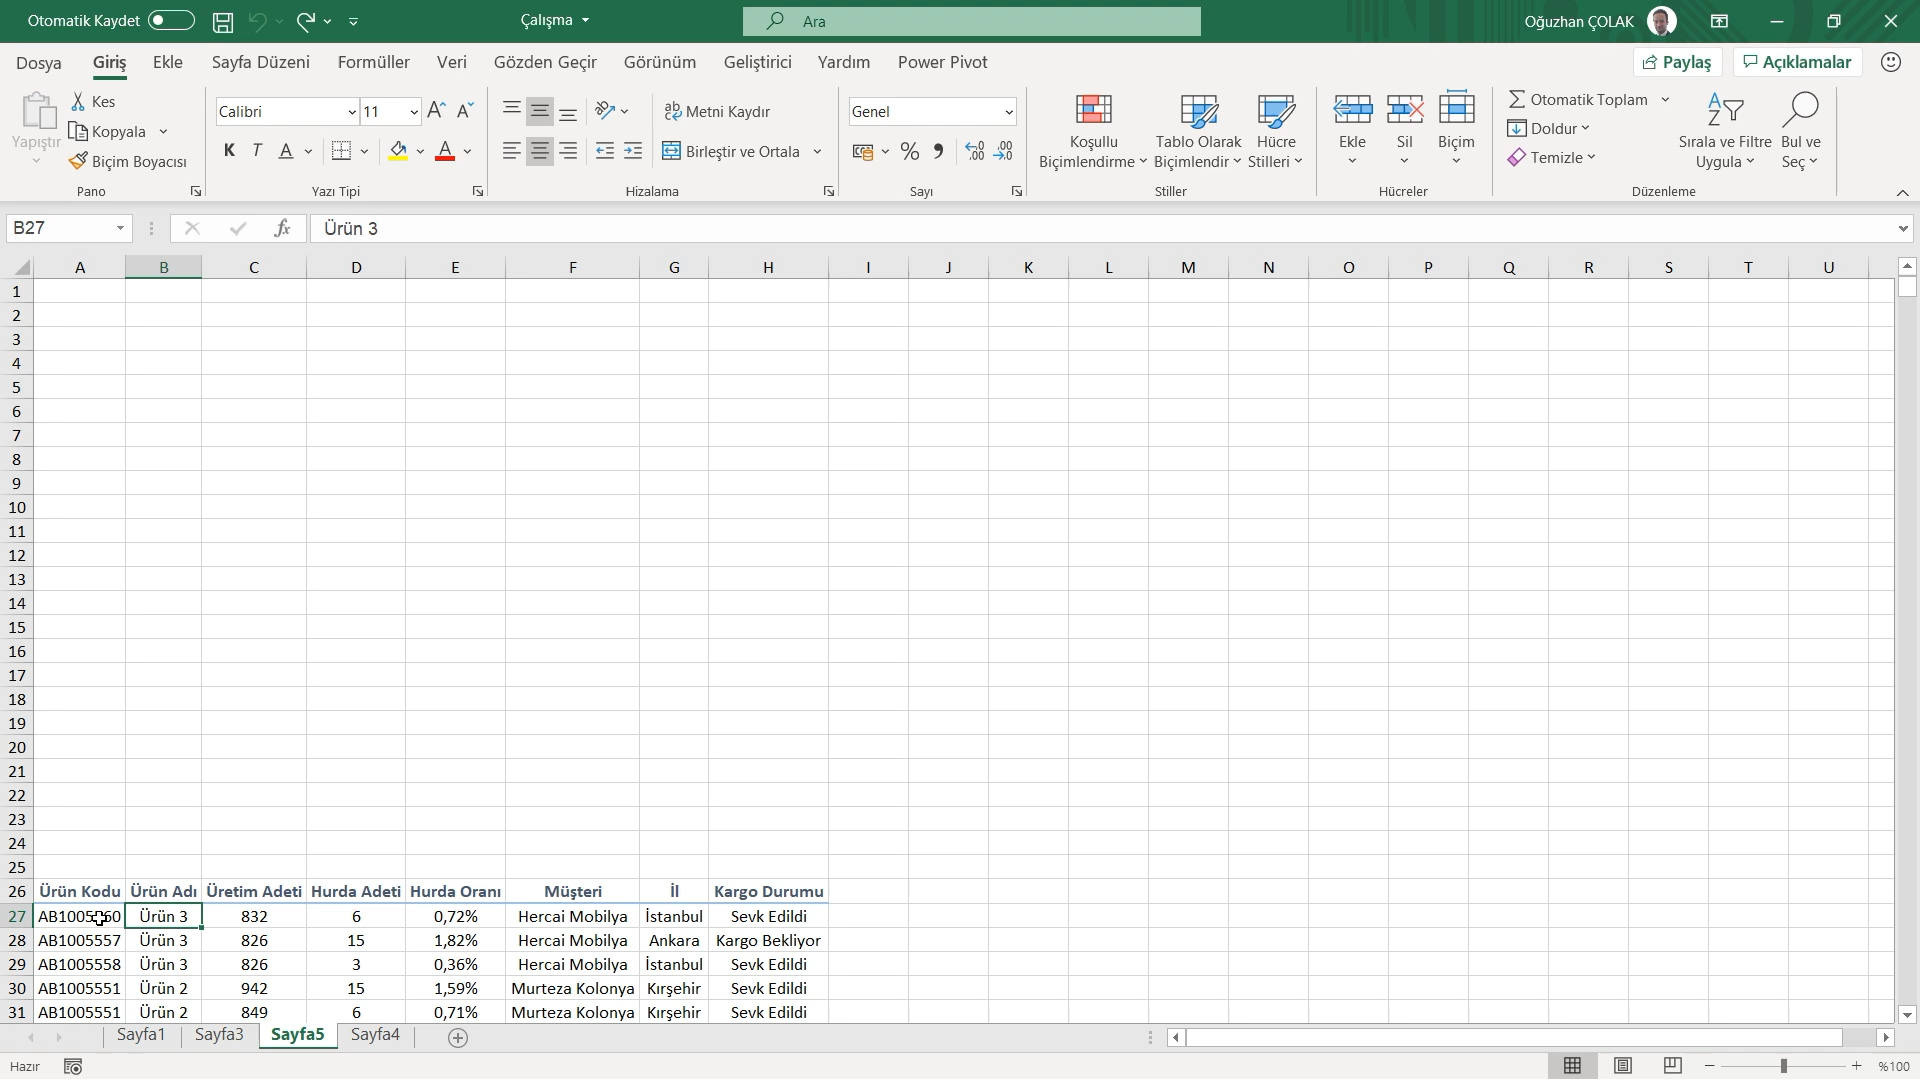 Otomatik Kaydet
Çalışma
Ara
Oğuzhan ÇOLAK
Dosya Giriş Ekle Sayfa Düzeni Formüller Veri Gözden Geçir Görünüm Geliştirici Yardım Power Pivot
Paylaş Açıklamalar
Yapıştır
Kes
Kopyala
Biçim Boyacısı
Pano
Calibri 11
K T A A
Yazı Tipi
Metni Kaydır
Birleştir ve Ortala
Hizalama
Genel
%
Sayı
Koşullu
Biçimlendirme
Tablo Olarak
Biçimlendir
Hücre
Stilleri
Stiller
Ekle Sil Biçim
Hücreler
Otomatik Toplam
Doldur
Temizle
Sırala ve Filtre
Uygula
Bul ve
Seç
Düzenleme
B27 fx Ürün 3
A B C D E F G H I J K L M N O P Q R S T U
1
2
3
4
5
6
7
8
9
10
11
12
13
14
15
16
17
18
19
20
21
22
23
24
25
26 Ürün Kodu Ürün Adı Üretim Adeti Hurda Adeti Hurda Oranı Müşteri İl Kargo Durumu
27 Ürün 3 832 6 0,72% Hercai Mobilya İstanbul Sevk Edildi
28 AB1005557 Ürün 3 826 15 1,82% Hercai Mobilya Ankara Kargo Bekliyor
29 AB1005558 Ürün 3 826 3 0,36% Hercai Mobilya İstanbul Sevk Edildi
30 AB1005551 Ürün 2 942 15 1,59% Murteza Kolonya Kırşehir Sevk Edildi
31 AB1005551 Ürün 2 849 6 0,71% Murteza Kolonya Kırşehir Sevk Edildi
Sayfa1 Sayfa3 Sayfa5 Sayfa4
Hazır
%100